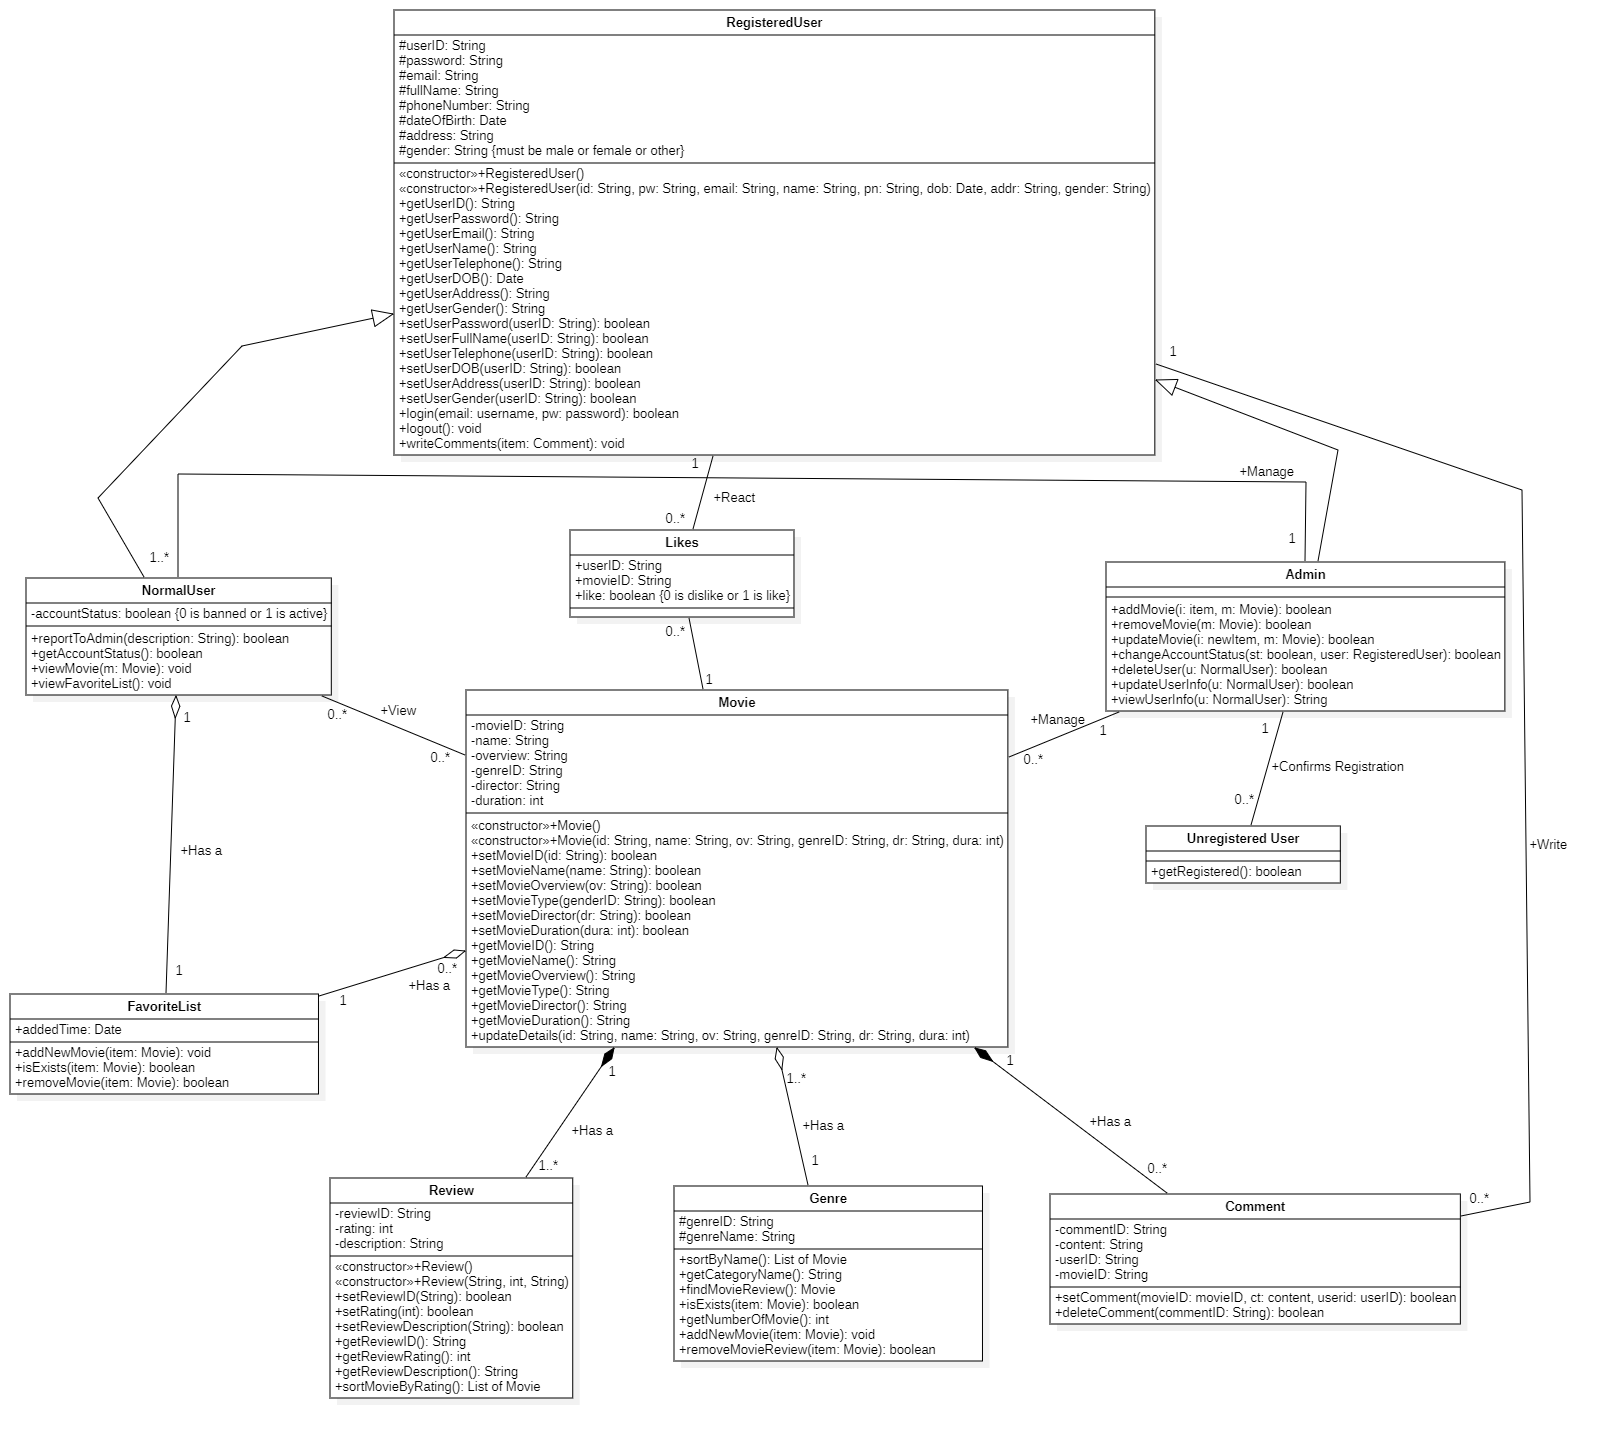 RegisteredUser
#userID: String
#password: String
#email: String
#fullName: String
#phoneNumber: String
#dateOfBirth: Date
#address: String
#gender: String {must be male or female or other}
«constructor»+RegisteredUser()
«constructor»+RegisteredUser(id: String, pw: String, email: String, name: String, pn: String, dob: Date, addr: String, gender: String)
+getUserID(): String
+getUserPassword(): String
+getUserEmail(): String
+getUserName(): String
+getUserTelephone(): String
+getUserDOB(): Date
+getUserAddress(): String
+getUserGender(): String
+setUserPassword(userID: String): boolean
+setUserFullName(userID: String): boolean
+setUserTelephone(userID: String): boolean
+setUserDOB(userID: String): boolean
+setUserAddress(userID: String): boolean
+setUserGender(userID: String): boolean
+login(email: username, pw: password): boolean
+logout(): void
+writeComments(item: Comment): void
1
1
+Manage
+React
0..*
1..*
1
NormalUser
-accountStatus: boolean {0 is banned or 1 is active}
+reportToAdmin(description: String): boolean
+getAccountStatus(): boolean
+viewMovie(m: Movie): void
+viewFavoriteList(): void
Likes
+userID: String
+movieID: String
+like: boolean {0 is dislike or 1 is like}
0..*
1
Admin
+addMovie(i: item, m: Movie): boolean
+removeMovie(m: Movie): boolean
+updateMovie(i: newItem, m: Movie): boolean
+changeAccountStatus(st: boolean, user: RegisteredUser): boolean
+deleteUser(u: NormalUser): boolean
+updateUserInfo(u: NormalUser): boolean
+viewUserInfo(u: NormalUser): String
1
0..*
+View
0..*
+Manage
1
0..*
1
+Confirms Registration
0..*
Movie
-movieID: String
-name: String
-overview: String
-genreID: String
-director: String
-duration: int
«constructor»+Movie()
«constructor»+Movie(id: String, name: String, ov: String, genreID: String, dr: String, dura: int)
+setMovieID(id: String): boolean
+setMovieName(name: String): boolean
+setMovieOverview(ov: String): boolean
+setMovieType(genderID: String): boolean
+setMovieDirector(dr: String): boolean
+setMovieDuration(dura: int): boolean
+getMovieID(): String
+getMovieName(): String
+getMovieOverview(): String
+getMovieType(): String
+getMovieDirector(): String
+getMovieDuration(): String
+updateDetails(id: String, name: String, ov: String, genreID: String, dr: String, dura: int)
Unregistered User
+getRegistered(): boolean
+Write
+Has a
1
0..*
+Has a
1
FavoriteList
+addedTime: Date
+addNewMovie(item: Movie): void
+isExists(item: Movie): boolean
+removeMovie(item: Movie): boolean
1
+Has a
1..*
1..*
+Has a
1
1
+Has a
0..*
0..*
Review
-reviewID: String
-rating: int
-description: String
«constructor»+Review()
«constructor»+Review(String, int, String)
+setReviewID(String): boolean
+setRating(int): boolean
+setReviewDescription(String): boolean
+getReviewID(): String
+getReviewRating(): int
+getReviewDescription(): String
+sortMovieByRating(): List of Movie
Genre
#genreID: String
#genreName: String
+sortByName(): List of Movie
+getCategoryName(): String
+findMovieReview(): Movie
+isExists(item: Movie): boolean
+getNumberOfMovie(): int
+addNewMovie(item: Movie): void
+removeMovieReview(item: Movie): boolean
Comment
-commentID: String
-content: String
-userID: String
-movieID: String
+setComment(movieID: movieID, ct: content, userid: userID): boolean
+deleteComment(commentID: String): boolean